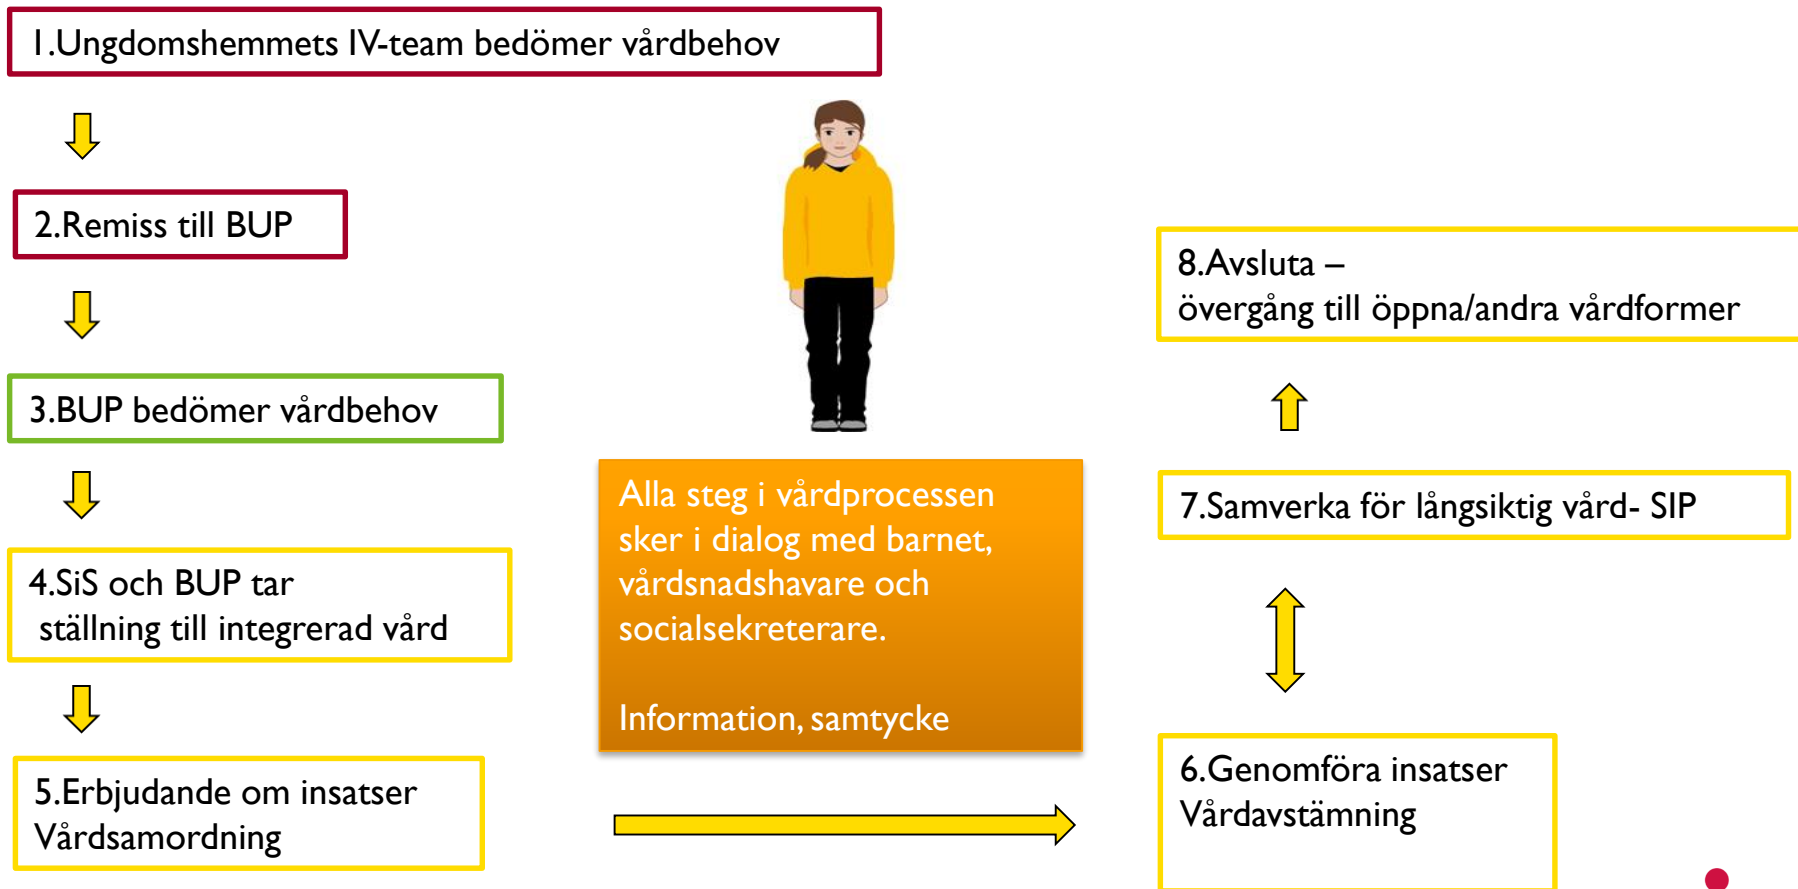 1.Ungdomshemmets IV-team bedömer vårdbehov
2.Remiss till BUP
3.BUP bedömer vårdbehov
4.SiS och BUP tar
ställning till integrerad vård
5.Erbjudande om insatser
Vårdsamordning
Alla steg i vårdprocessen
sker i dialog med barnet,
vårdsnadshavare och
socialsekreterare.
Information, samtycke
6.Genomföra insatser
Vårdavstämning
7.Samverka för långsiktig vård- SIP
8.Avsluta –
övergång till öppna/andra vårdformer